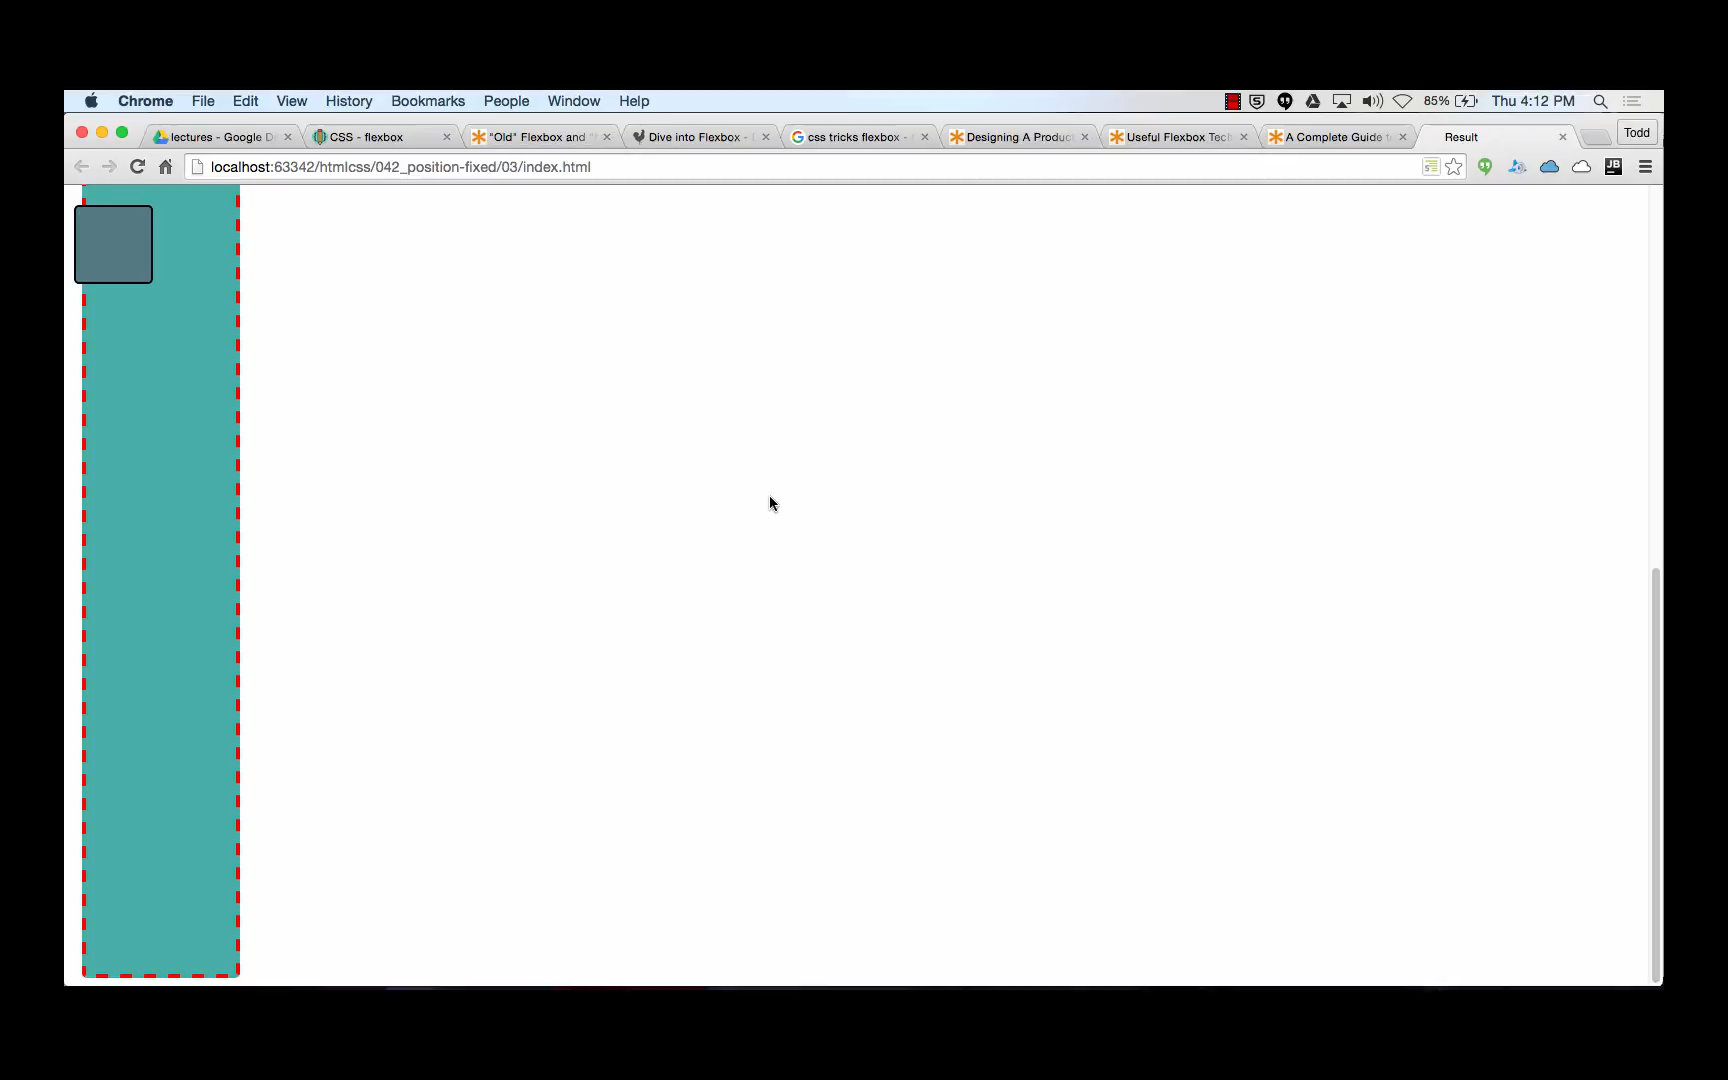 Chrome File Edit View History Bookmarks People Window Help 85% Thu 4:12 PM
lectures - Google D CSS - flexbox "Old" Flexbox and " Dive into Flexbox - css tricks flexbox - Designing A Product Useful Flexbox Tech A Complete Guide t Result Todd
localhost:63342/htmlcss/042_position-fixed/03/index.html JB